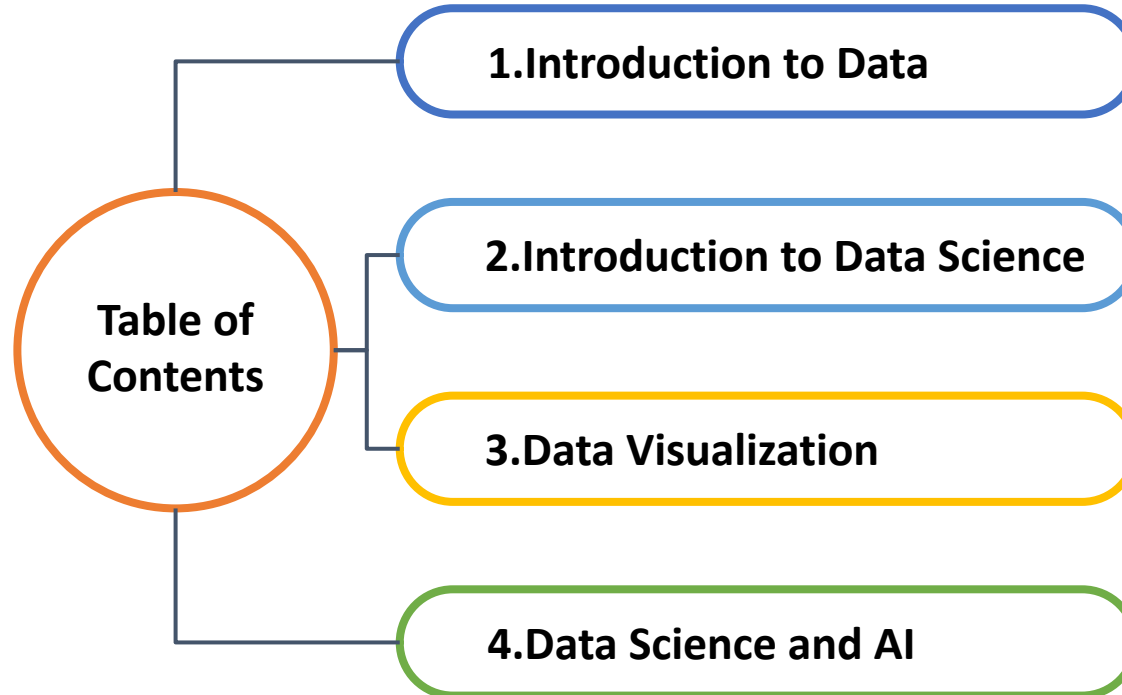 1.Introduction to Data
2.Introduction to Data Science
Table of
Contents
3.Data Visualization
4.Data Science and AI